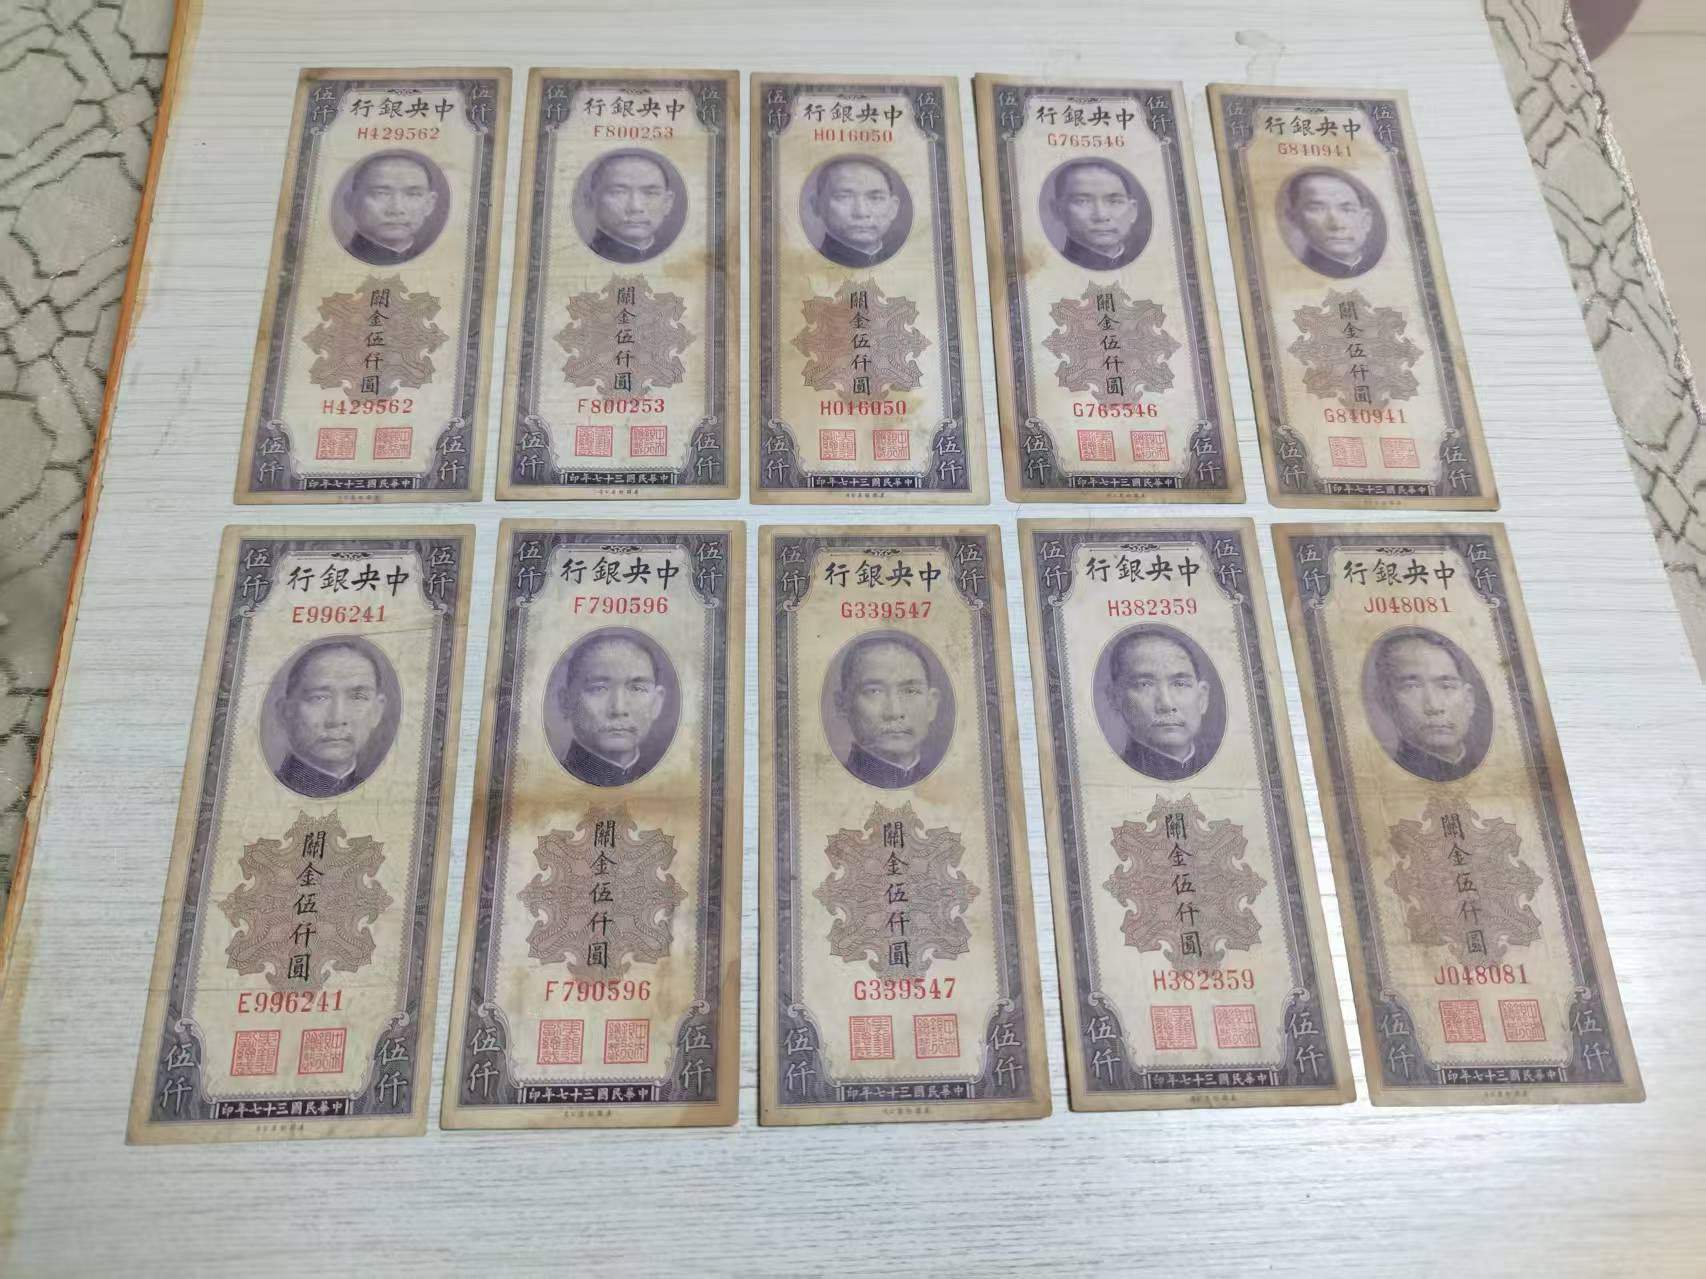 伍仟
伍仟
中央銀行
H429562
關金伍仟圓
H429562
伍仟
伍仟
中華民國三十七年印
伍仟
伍仟
中央銀行
F800253
關金伍仟圓
F800253
伍仟
伍仟
中華民國三十七年印
伍仟
伍仟
中央銀行
H016050
關金伍仟圓
H016050
伍仟
伍仟
中華民國三十七年印
伍仟
伍仟
中央銀行
G765546
關金伍仟圓
G765546
伍仟
伍仟
中華民國三十七年印
伍仟
伍仟
中央銀行
G840941
關金伍仟圓
G840941
伍仟
伍仟
中華民國三十七年印
伍仟
伍仟
中央銀行
E996241
關金伍仟圓
E996241
伍仟
伍仟
中華民國三十七年印
伍仟
伍仟
中央銀行
F790596
關金伍仟圓
F790596
伍仟
伍仟
中華民國三十七年印
伍仟
伍仟
中央銀行
G339547
關金伍仟圓
G339547
伍仟
伍仟
中華民國三十七年印
伍仟
伍仟
中央銀行
H382359
關金伍仟圓
H382359
伍仟
伍仟
中華民國三十七年印
伍仟
伍仟
中央銀行
J048081
關金伍仟圓
J048081
伍仟
伍仟
中華民國三十七年印